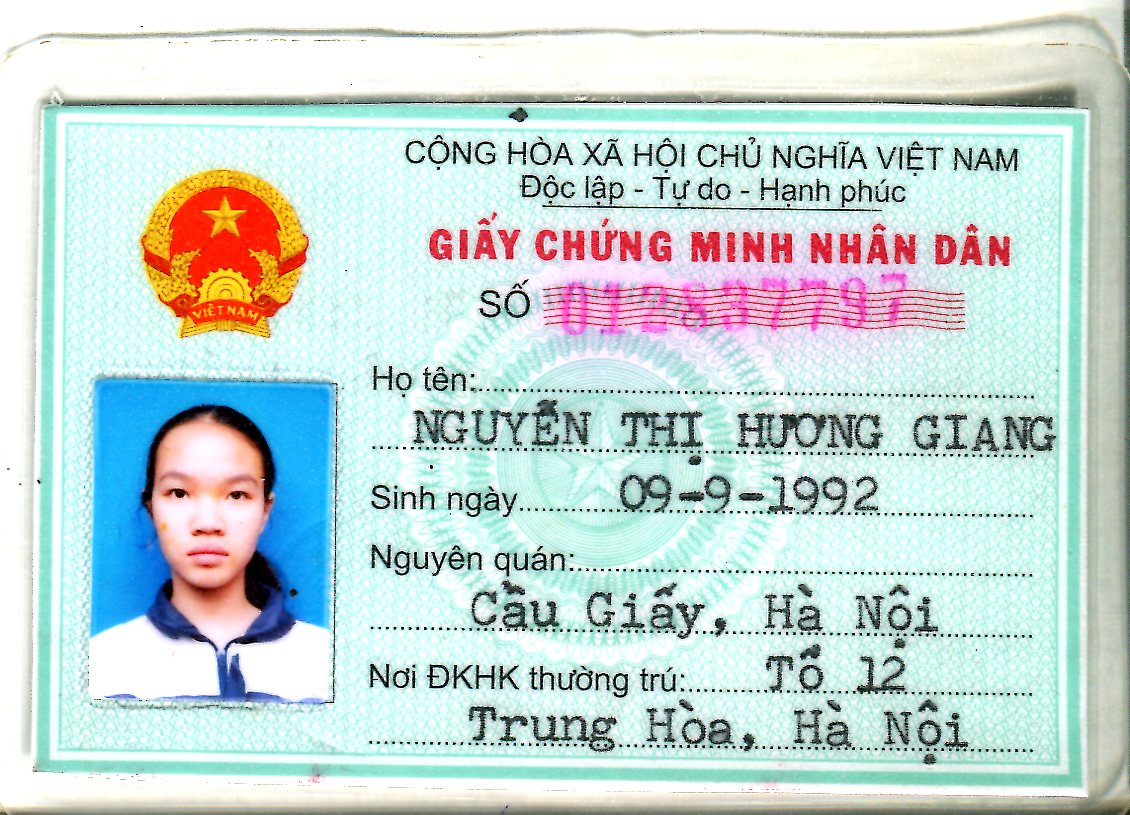 CỘNG HÒA XÃ HỘI CHỦ NGHĨA VIỆT NAM
Độc lập - Tự do - Hạnh phúc
GIẤY CHỨNG MINH NHÂN DÂN
SỐ 012837797
VIỆT NAM
Họ tên:
NGUYỄN THỊ HƯƠNG GIANG
Sinh ngày 09-9-1992
Nguyên quán:
Cầu Giấy, Hà Nội
Nơi ĐKHK thường trú: Tổ 12
Trung Hòa, Hà Nội